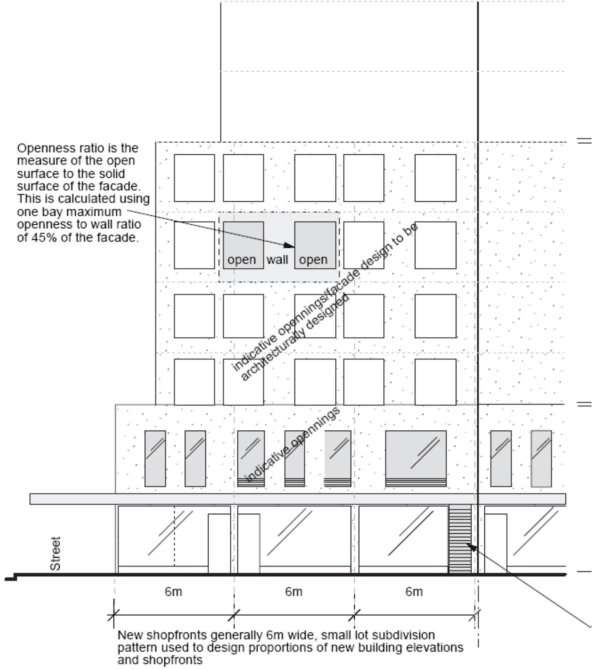 Openness ratio is the
measure of the open
surface to the solid
surface of the facade.
This is calculated using
one bay maximum
openness to wall ratio
of 45% of the facade.
open wall open
indicative opennings/facade design to be
architecturally designed
indicative opennings
Street
6m 6m 6m
New shopfronts generally 6m wide, small lot subdivision
pattern used to design proportions of new building elevations
and shopfronts